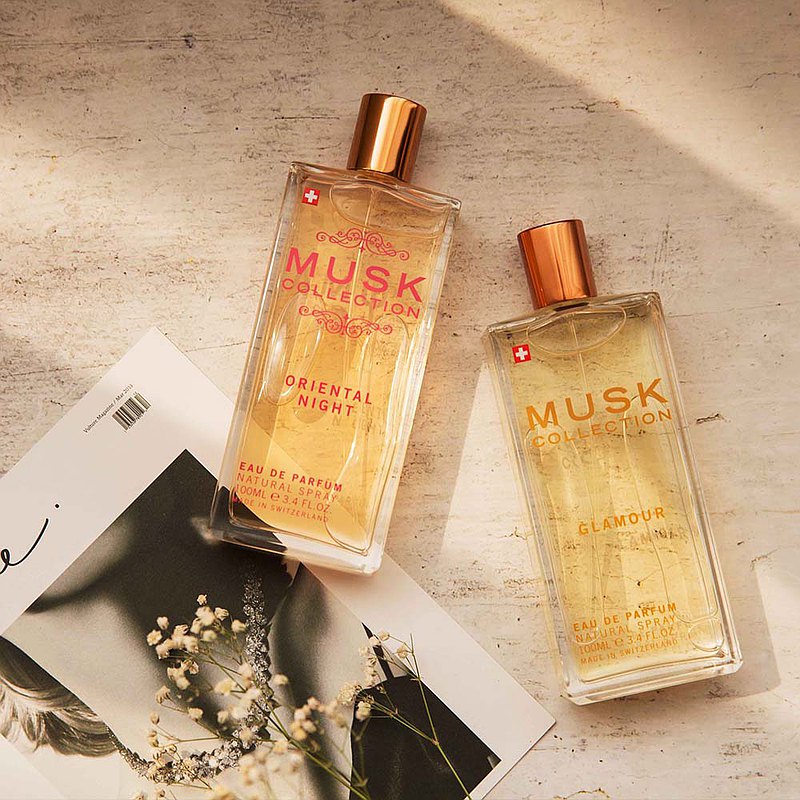 MUSK
COLLECTION
ORIENTAL
NIGHT
EAU DE PARFUM
NATURAL SPRAY
100ML ℮ 3.4 FL.OZ.
MADE IN SWITZERLAND
MUSK
COLLECTION
GLAMOUR
EAU DE PARFUM
NATURAL SPRAY
100ML ℮ 3.4 FL.OZ.
MADE IN SWITZERLAND